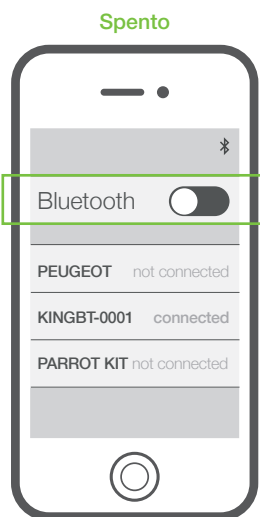 Spento
Bluetooth
PEUGEOT not connected
KINGBT-0001 connected
PARROT KIT not connected